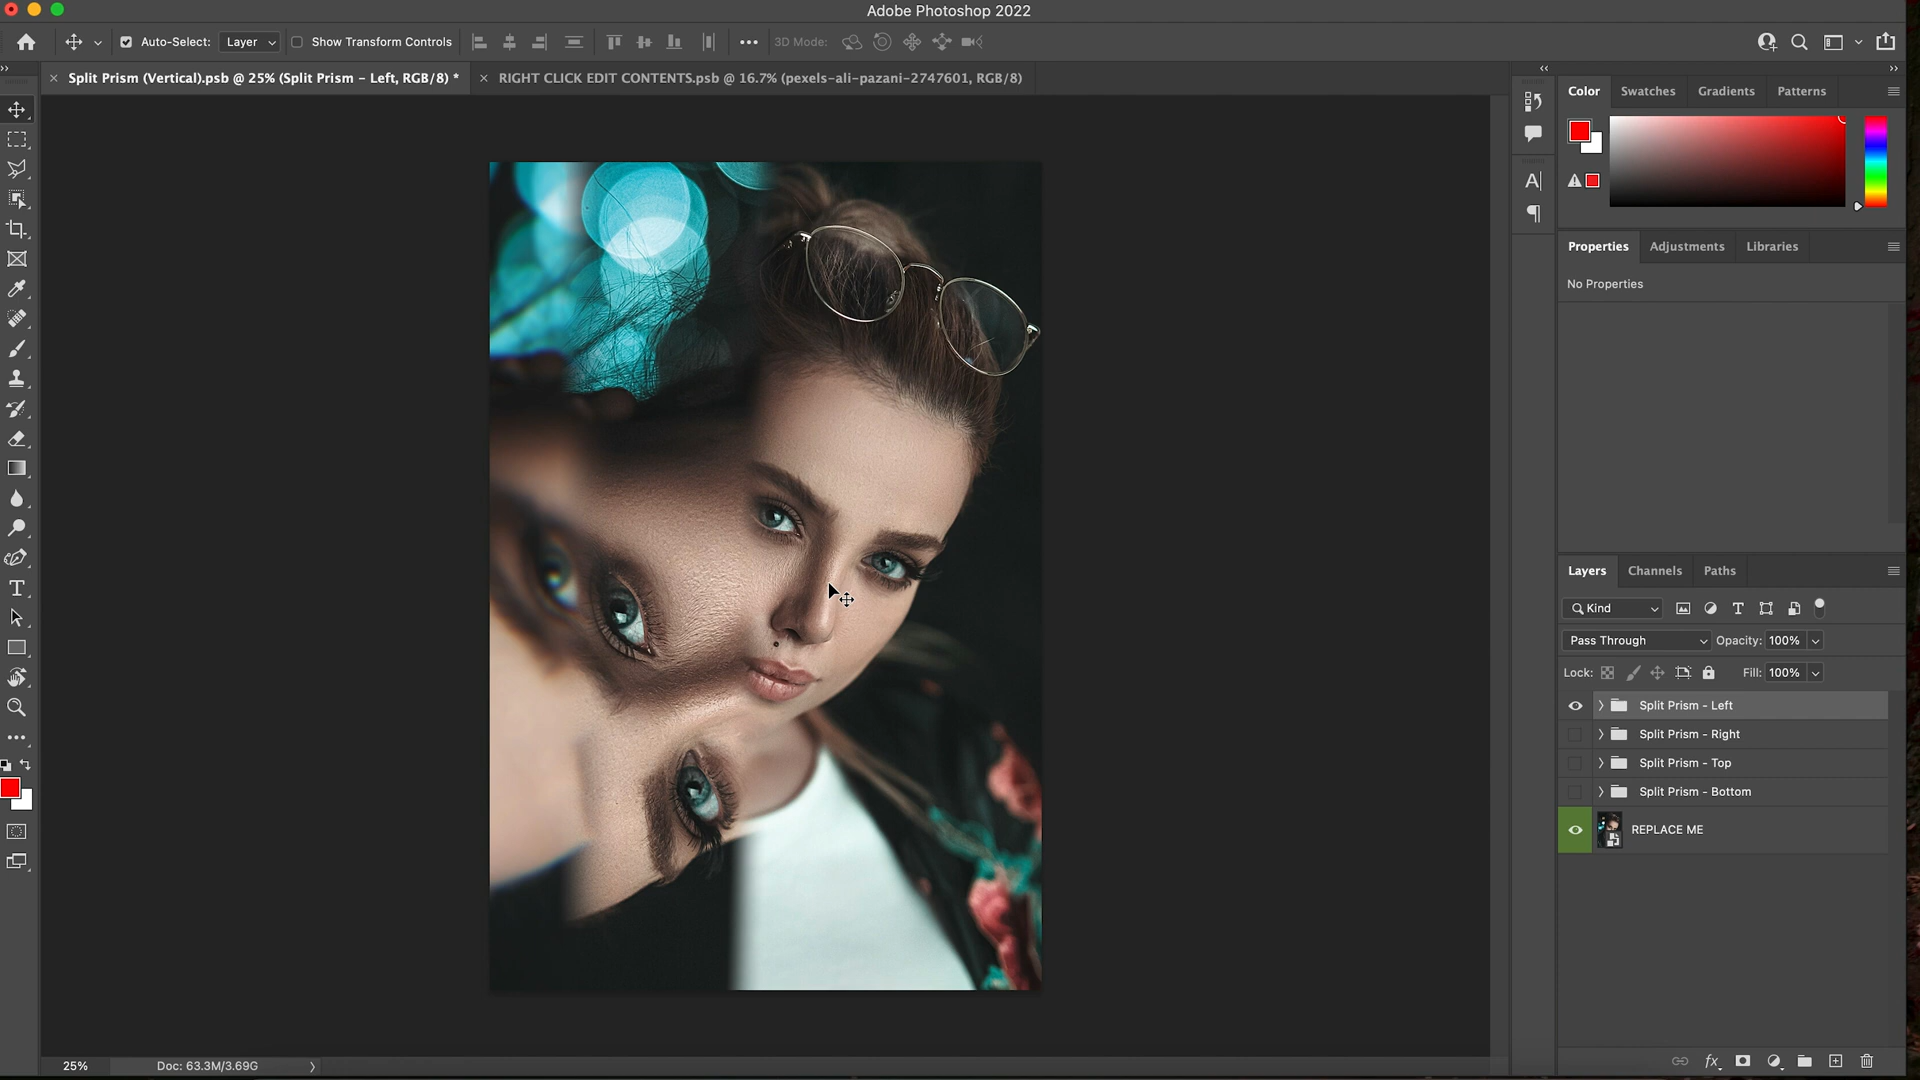 Adobe Photoshop 2022
Auto-Select: Layer Show Transform Controls 3D Mode:
Split Prism (Vertical).psb @ 25% (Split Prism - Left, RGB/8) *
RIGHT CLICK EDIT CONTENTS.psb @ 16.7% (pexels-ali-pazani-2747601, RGB/8)
Color Swatches Gradients Patterns
Properties Adjustments Libraries
No Properties
Layers Channels Paths
Kind
Pass Through Opacity: 100%
Lock: Fill: 100%
Split Prism - Left
Split Prism - Right
Split Prism - Top
Split Prism - Bottom
REPLACE ME
25% Doc: 63.3M/3.69G